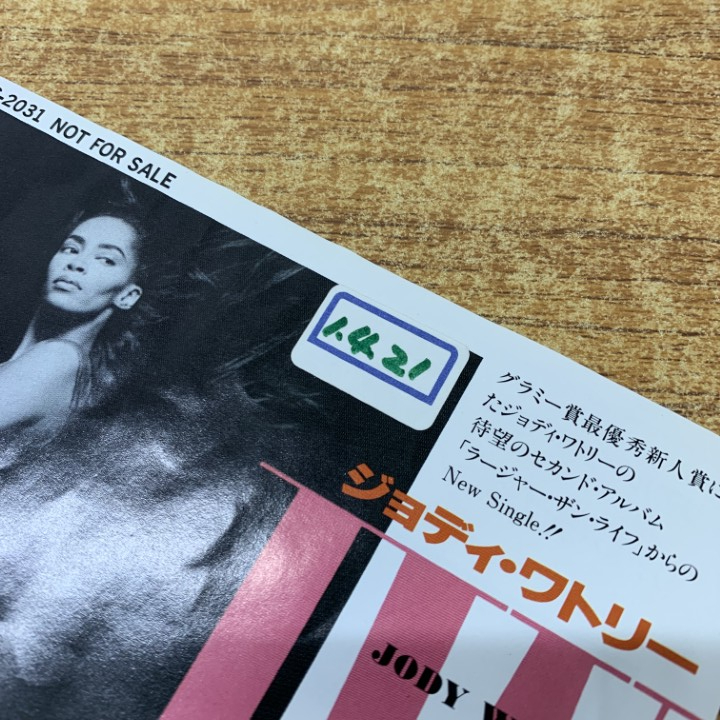 -2031 NOT FOR SALE
1.4.21
グラミー賞最優秀新人賞に
たジョディ・ワトリーの
待望のセカンド・アルバム
「ラージャー・ザン・ライフ」からの
New Single!!
ジョディ・ワトリー
JODY W